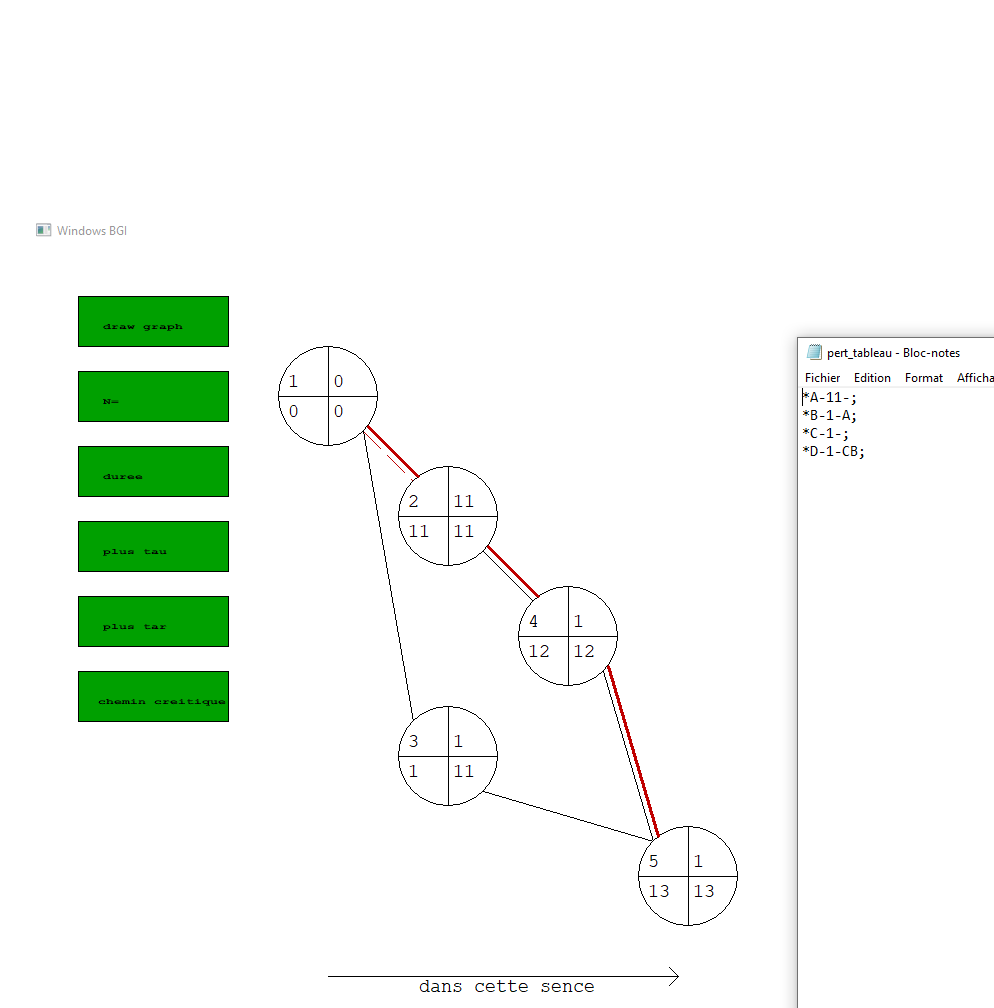 Windows BGI
draw graph
N=
duree
plus tau
plus tar
chemin creitique
1 0
0 0
2 11
11 11
4 1
12 12
3 1
1 11
5 1
13 13
dans cette sence
pert_tableau - Bloc-notes
Fichier Edition Format Afficha
*A-11-;
*B-1-A;
*C-1-;
*D-1-CB;